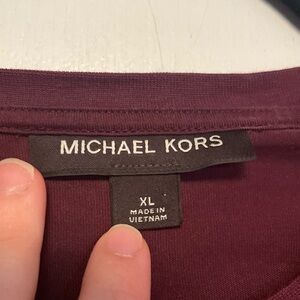 MICHAEL KORS
XL
MADE IN
VIETNAM